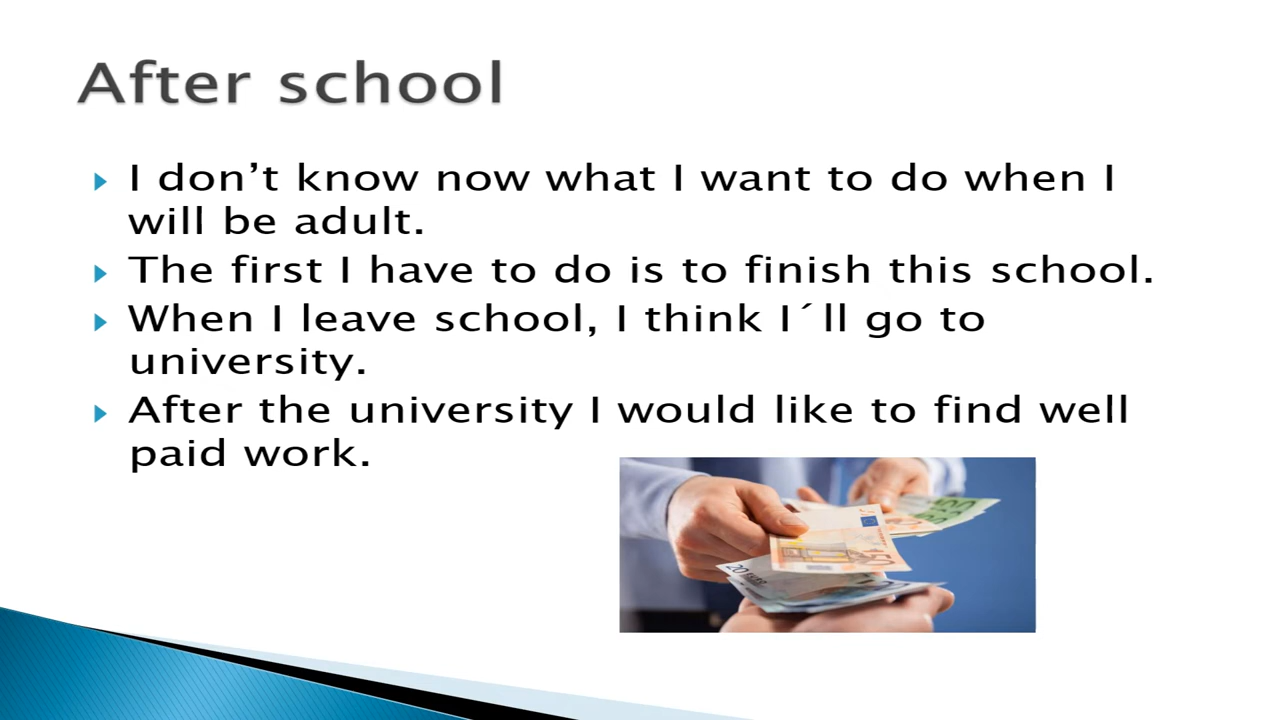 After school
I don’t know now what I want to do when I
will be adult.
The first I have to do is to finish this school.
When I leave school, I think I´ll go to
university.
After the university I would like to find well
paid work.
50
20